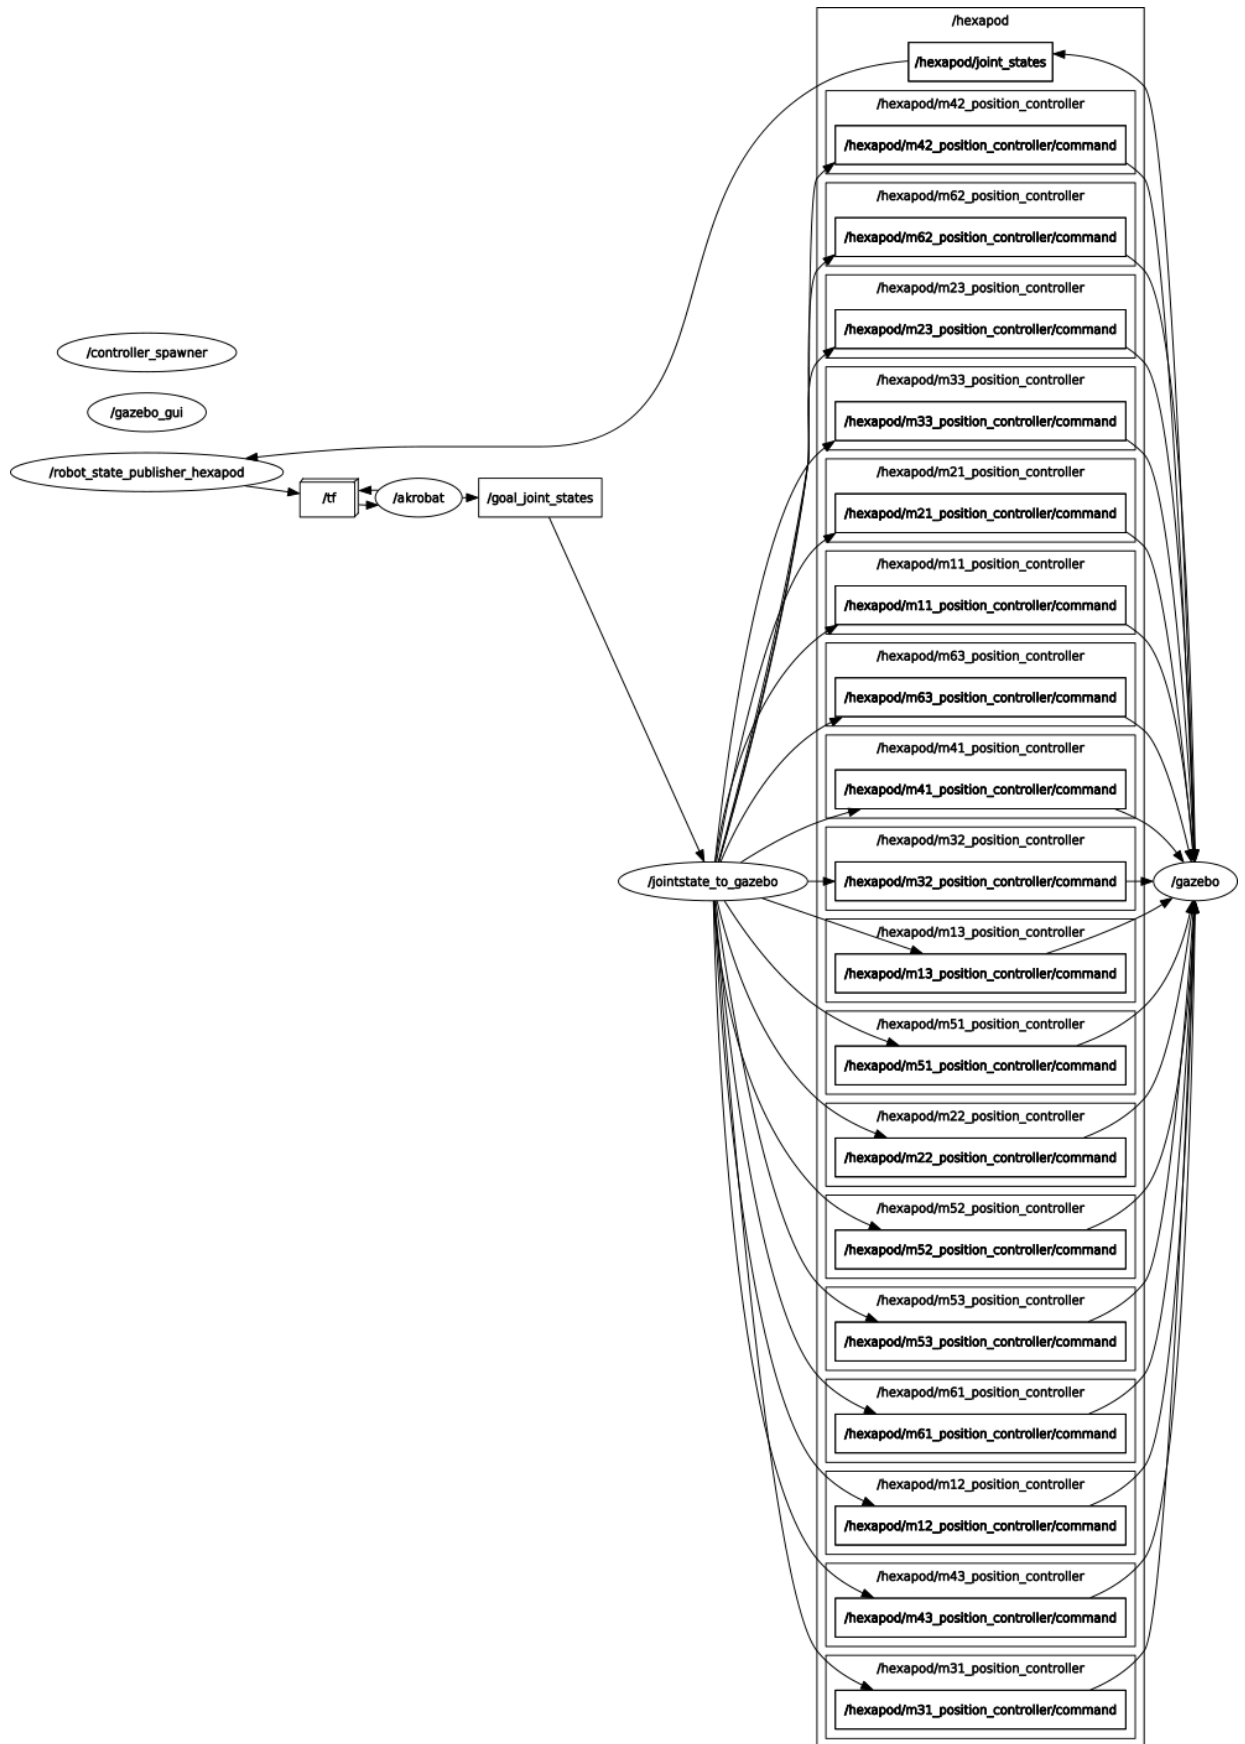 /hexapod
/hexapod/joint_states
/hexapod/m42_position_controller
/hexapod/m42_position_controller/command
/hexapod/m62_position_controller
/hexapod/m62_position_controller/command
/hexapod/m23_position_controller
/hexapod/m23_position_controller/command
/controller_spawner
/hexapod/m33_position_controller
/gazebo_gui
/hexapod/m33_position_controller/command
/robot_state_publisher_hexapod
/hexapod/m21_position_controller
/tf
/akrobat
/goal_joint_states
/hexapod/m21_position_controller/command
/hexapod/m11_position_controller
/hexapod/m11_position_controller/command
/hexapod/m63_position_controller
/hexapod/m63_position_controller/command
/hexapod/m41_position_controller
/hexapod/m41_position_controller/command
/hexapod/m32_position_controller
/jointstate_to_gazebo
/hexapod/m32_position_controller/command
/gazebo
/hexapod/m13_position_controller
/hexapod/m13_position_controller/command
/hexapod/m51_position_controller
/hexapod/m51_position_controller/command
/hexapod/m22_position_controller
/hexapod/m22_position_controller/command
/hexapod/m52_position_controller
/hexapod/m52_position_controller/command
/hexapod/m53_position_controller
/hexapod/m53_position_controller/command
/hexapod/m61_position_controller
/hexapod/m61_position_controller/command
/hexapod/m12_position_controller
/hexapod/m12_position_controller/command
/hexapod/m43_position_controller
/hexapod/m43_position_controller/command
/hexapod/m31_position_controller
/hexapod/m31_position_controller/command